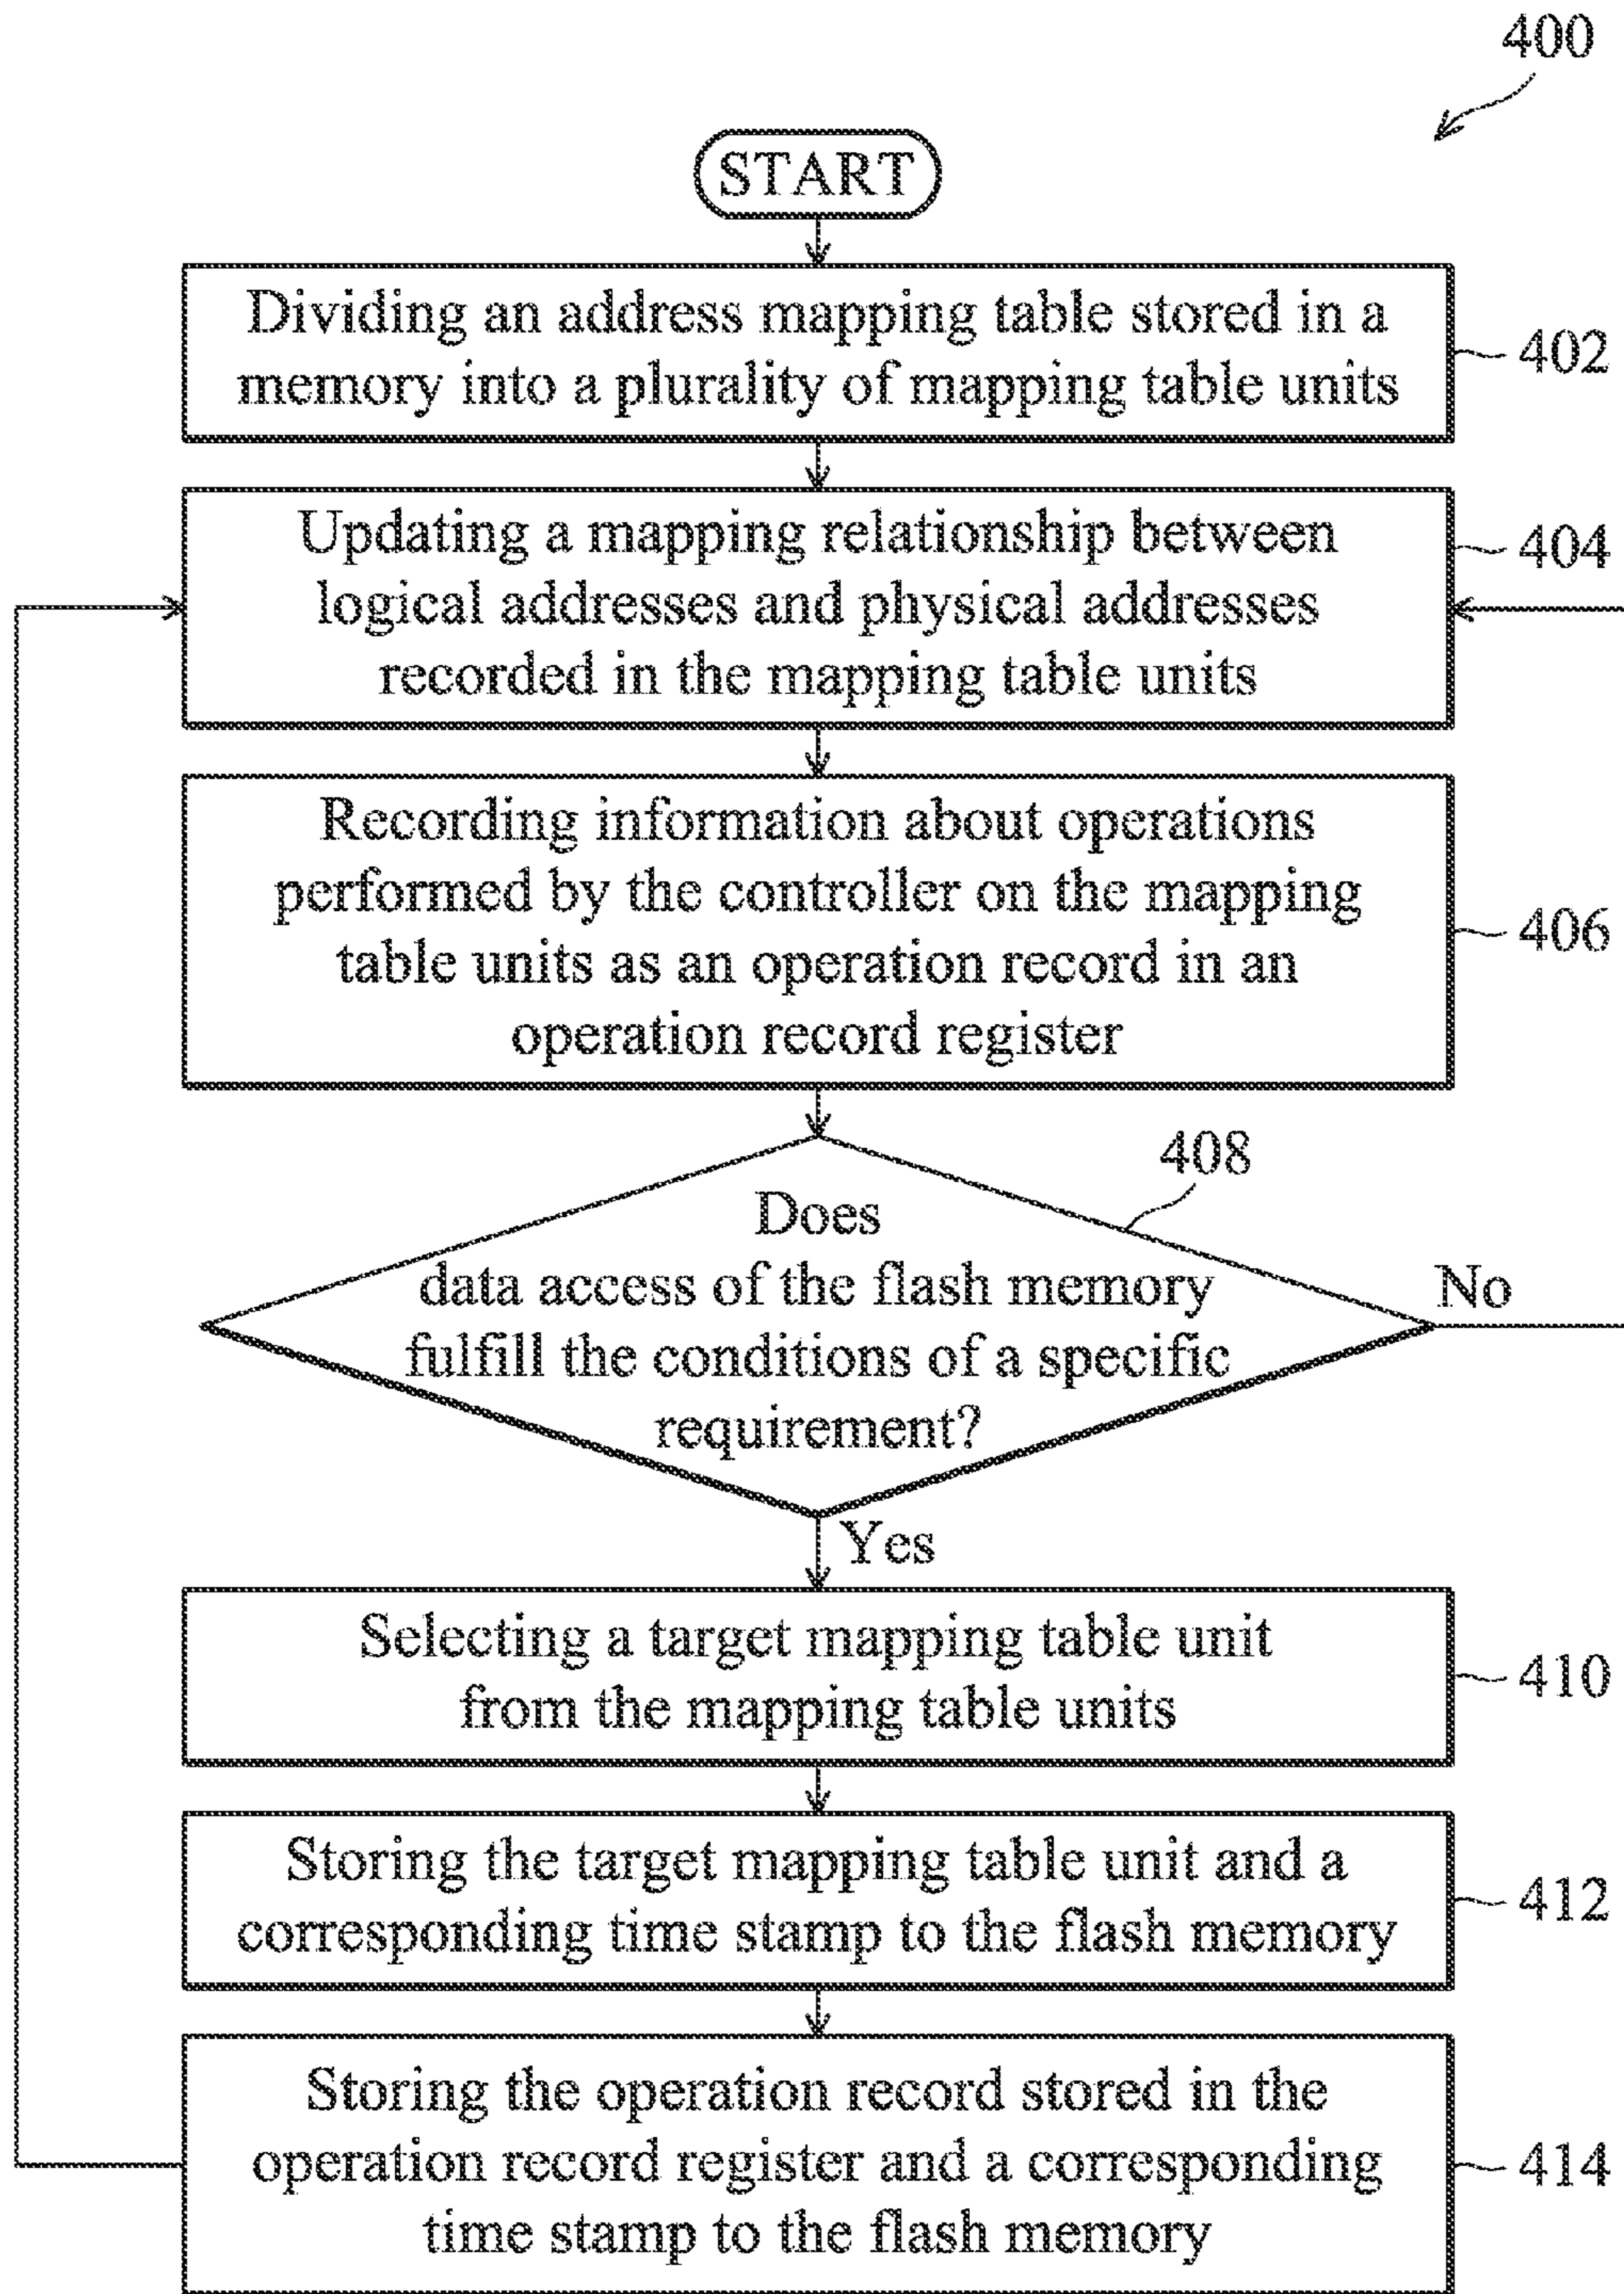 400
START
Dividing an address mapping table stored in a
memory into a plurality of mapping table units
402
Updating a mapping relationship between
logical addresses and physical addresses
recorded in the mapping table units
404
Recording information about operations
performed by the controller on the mapping
table units as an operation record in an
operation record register
406
408
Does
data access of the flash memory
fulfill the conditions of a specific
requirement?
No
Yes
Selecting a target mapping table unit
from the mapping table units
410
Storing the target mapping table unit and a
corresponding time stamp to the flash memory
412
Storing the operation record stored in the
operation record register and a corresponding
time stamp to the flash memory
414